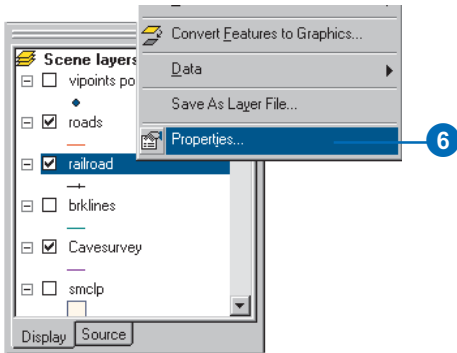 Convert Features to Graphics...
Data
Save As Layer File...
Properties...
6
Scene layers
vipoints po
roads
railroad
brklines
Cavesurvey
smclp
Display Source